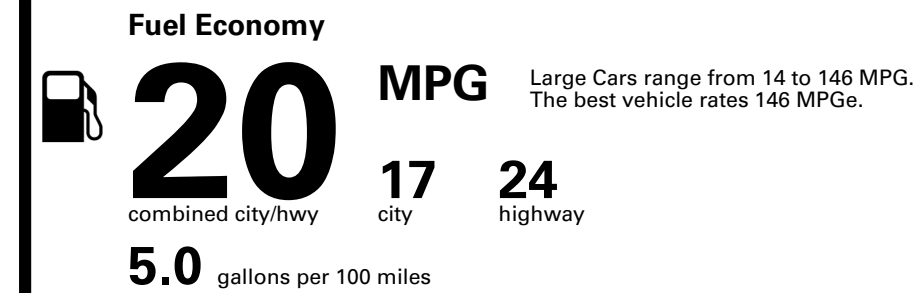 Fuel Economy
20
MPG
Large Cars range from 14 to 146 MPG.
The best vehicle rates 146 MPGe.
17
24
combined city/hwy
city
highway
5.0 gallons per 100 miles